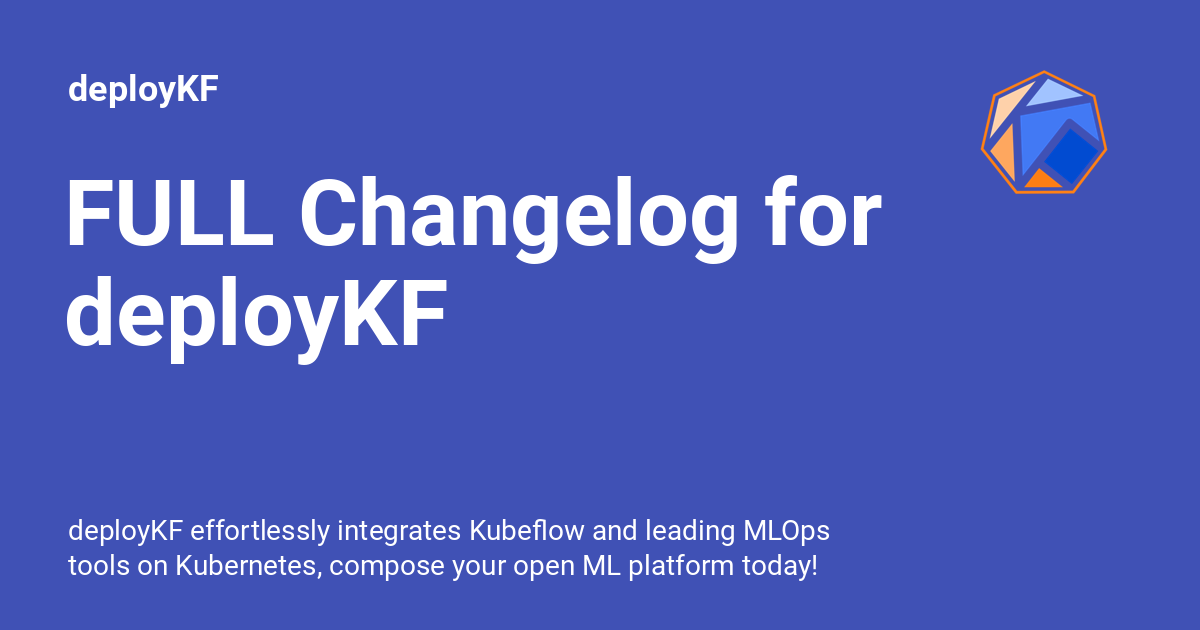 deployKF
FULL Changelog for
deployKF
deployKF effortlessly integrates Kubeflow and leading MLOps
tools on Kubernetes, compose your open ML platform today!